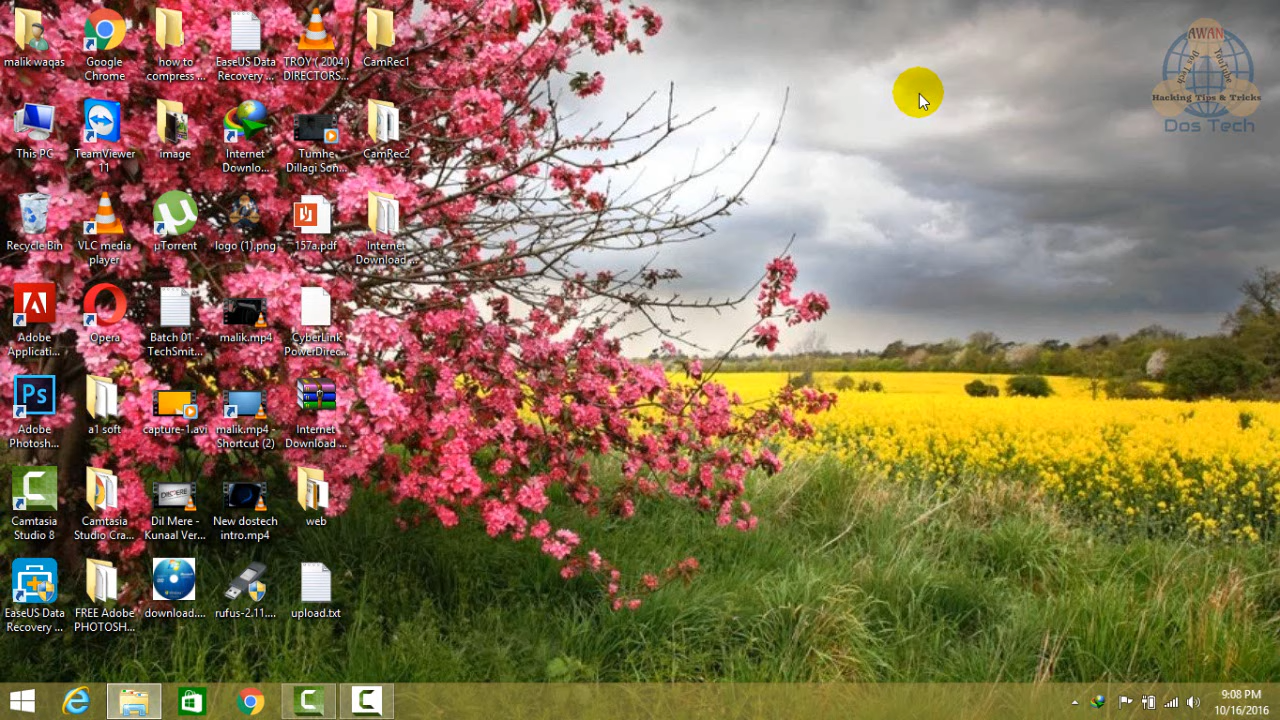 malik waqas
Google
Chrome
how to
compress ...
EaseUS Data
Recovery ...
TROY ( 2004 )
DIRECTORS...
CamRec1
This PC
TeamViewer
11
image
Internet
Downlo...
Tumhe
Dillagi Son...
CamRec2
Recycle Bin
VLC media
player
µTorrent
logo (1).png
157a.pdf
Internet
Download ...
Adobe
Applicati...
Opera
Batch 01 -
TechSmit...
malik.mp4
CyberLink
PowerDirec...
Adobe
Photosh...
a1 soft
capture-1.avi
malik.mp4 -
Shortcut (2)
Internet
Download ...
Camtasia
Studio 8
Camtasia
Studio Cra...
Dil Mere -
Kunaal Ver...
New dostech
intro.mp4
web
EaseUS Data
Recovery ...
FREE Adobe
PHOTOSH...
download....
rufus-2.11....
upload.txt
Ps
AWAN
Hacking Tips & Tricks
Dos Tech
9:08 PM
10/16/2016